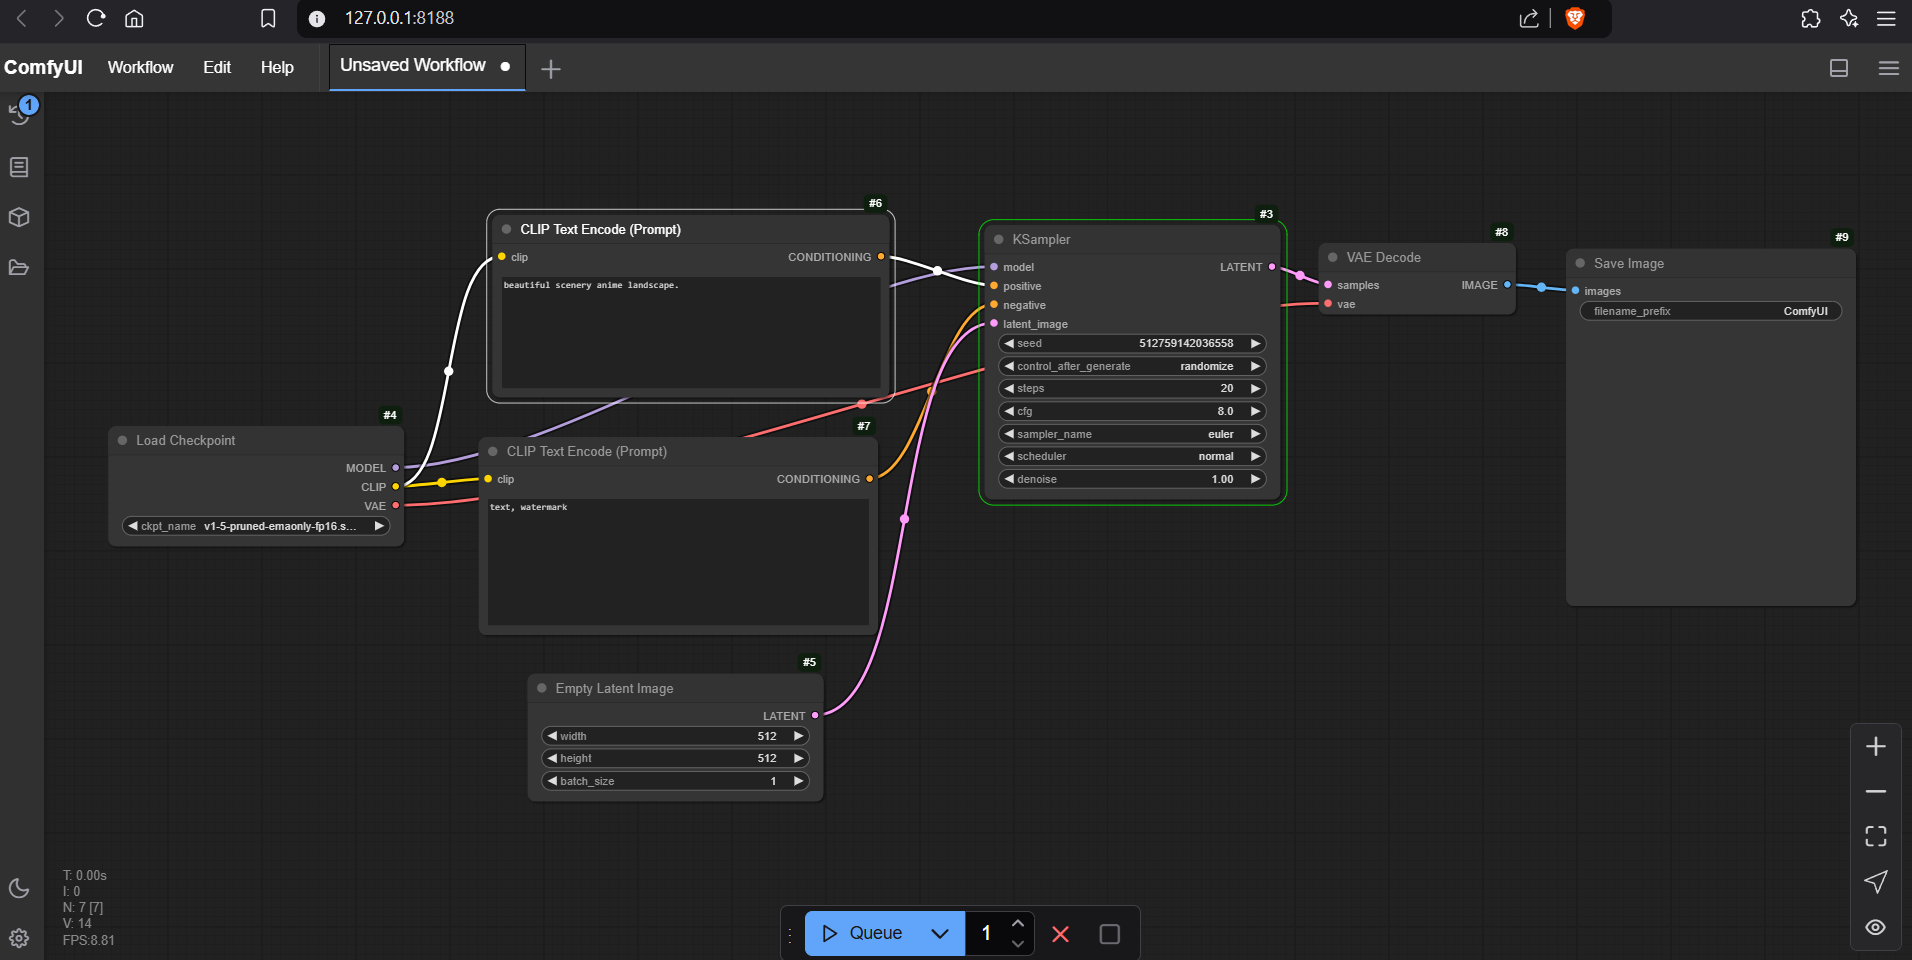 127.0.0.1:8188
ComfyUI Workflow Edit Help Unsaved Workflow
1
#6
CLIP Text Encode (Prompt)
clip CONDITIONING
beautiful scenery anime landscape.
#3
KSampler
model LATENT
positive
negative
latent_image
seed 512759142036558
control_after_generate randomize
steps 20
cfg 8.0
sampler_name euler
scheduler normal
denoise 1.00
#8
VAE Decode
samples IMAGE
vae
#9
Save Image
images
filename_prefix ComfyUI
#4
Load Checkpoint
MODEL
CLIP
VAE
ckpt_name v1-5-pruned-emaonly-fp16.s...
#7
CLIP Text Encode (Prompt)
clip CONDITIONING
text, watermark
#5
Empty Latent Image
LATENT
width 512
height 512
batch_size 1
T: 0.00s
I: 0
N: 7 [7]
V: 14
FPS:8.81
Queue 1